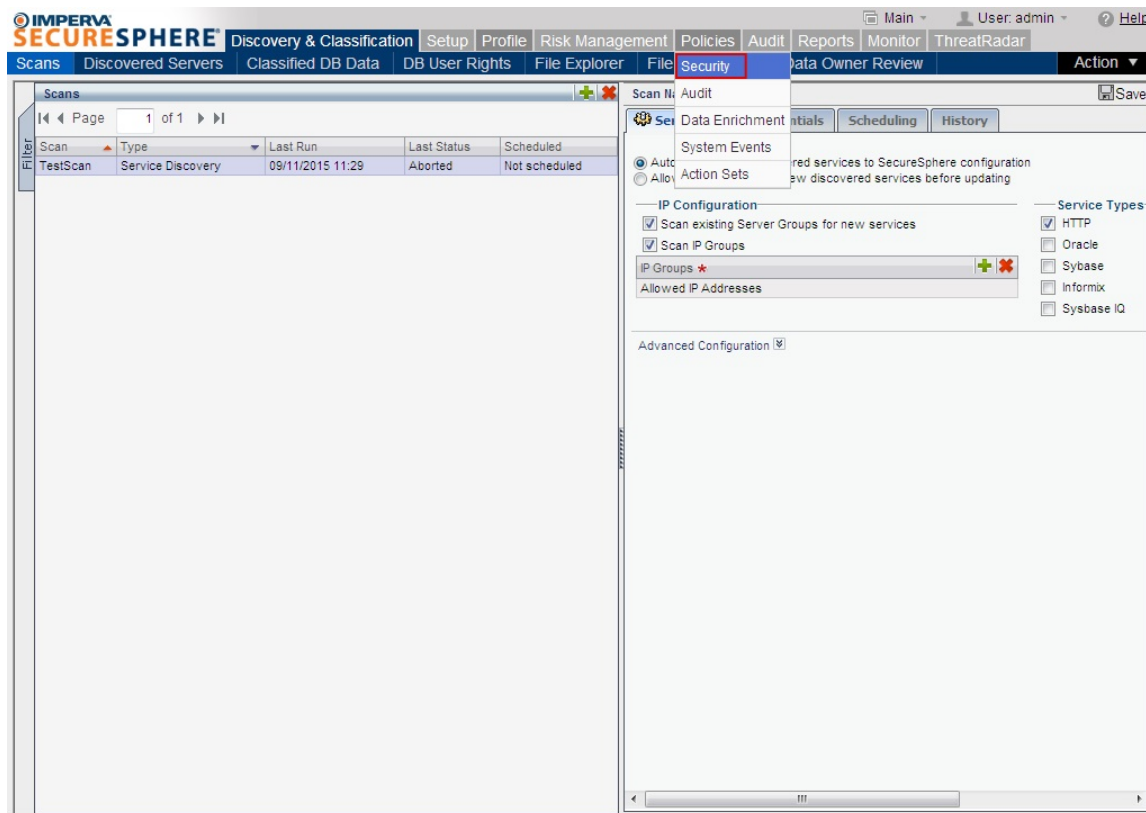 IMPERVA
SECURESPHERE
Main
User: admin
Help
Discovery & Classification Setup Profile Risk Management Policies Audit Reports Monitor ThreatRadar
Scans Discovered Servers Classified DB Data DB User Rights File Explorer File Data Owner Review Action
Security
Audit
Data Enrichment
System Events
Action Sets
Filter
Scans
Page 1 of 1
Scan Type Last Run Last Status Scheduled
TestScan Service Discovery 09/11/2015 11:29 Aborted Not scheduled
Scan Na
Save
Ser ntials Scheduling History
Auto ered services to SecureSphere configuration
Allow ew discovered services before updating
IP Configuration
Scan existing Server Groups for new services
Scan IP Groups
IP Groups *
Allowed IP Addresses
Service Types
HTTP
Oracle
Sybase
Informix
Sysbase IQ
Advanced Configuration